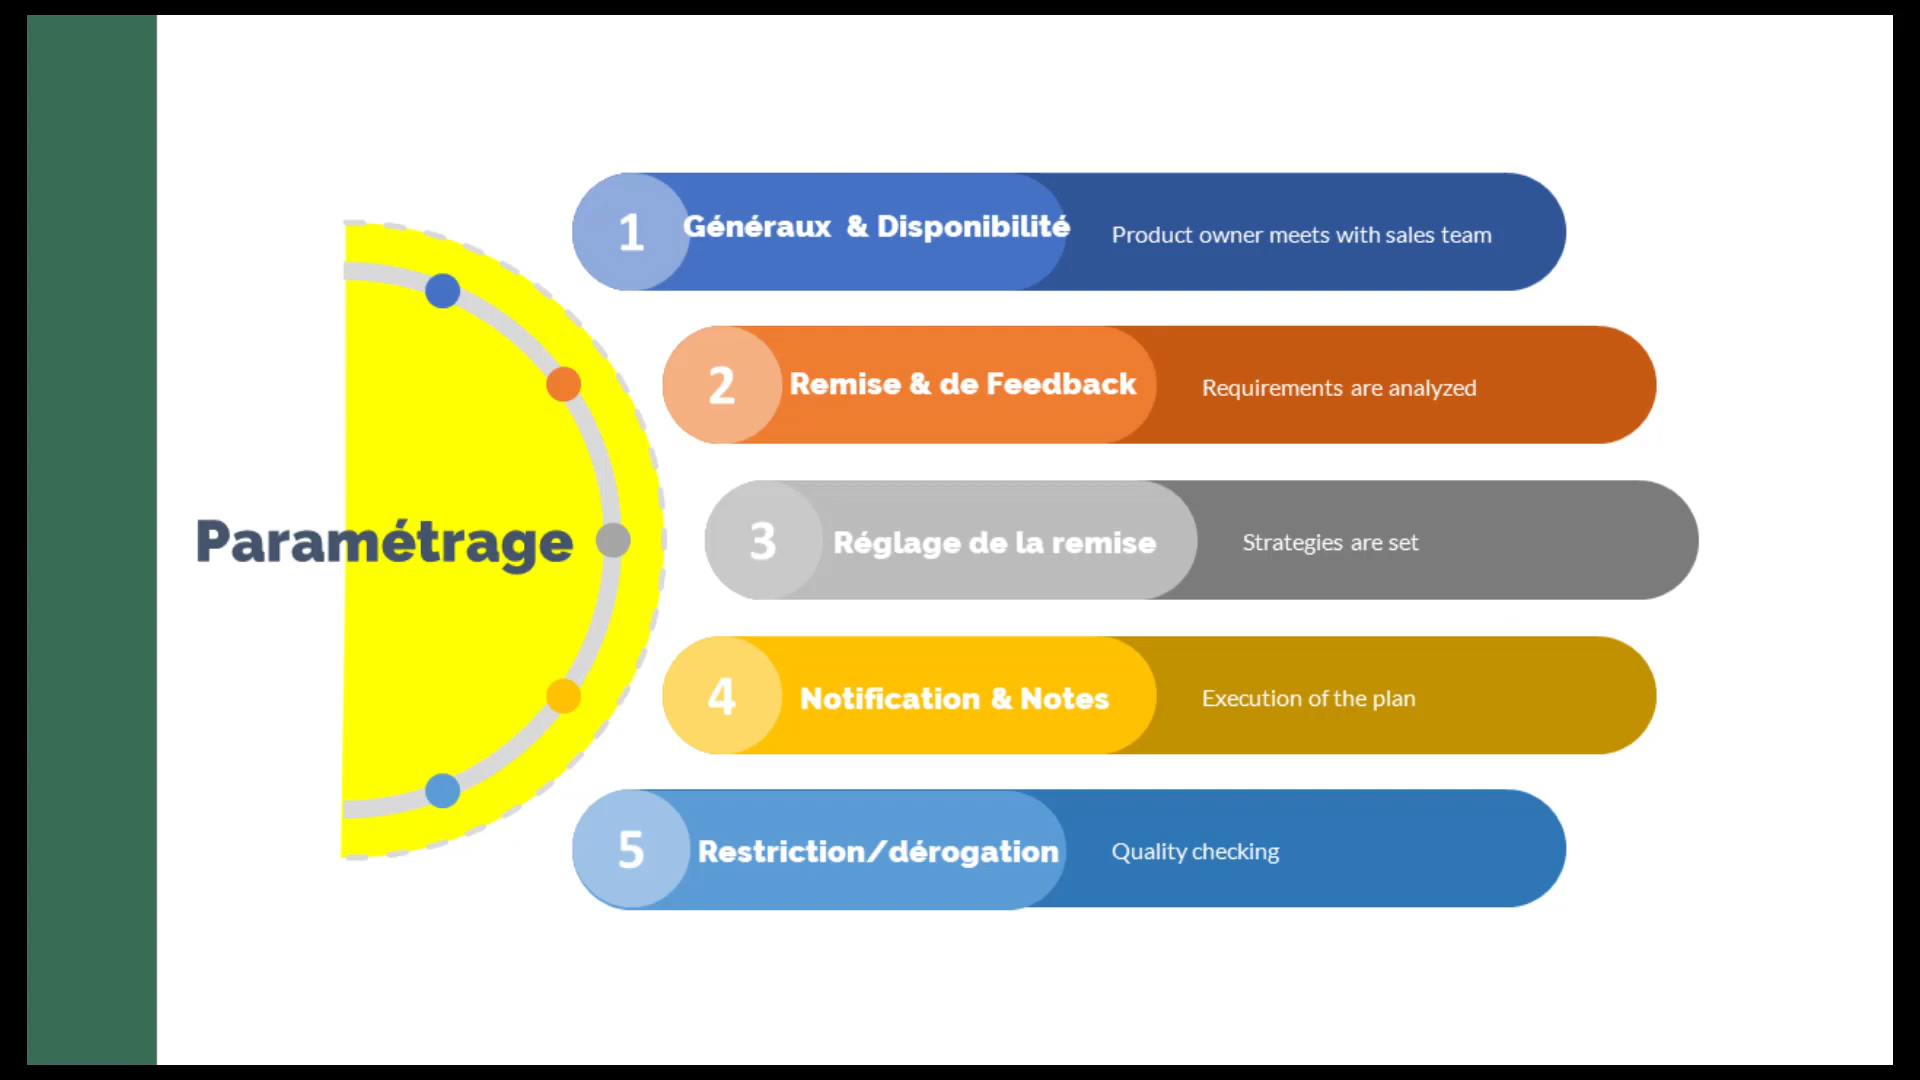 Paramétrage
1 Généraux & Disponibilité Product owner meets with sales team
2 Remise & de Feedback Requirements are analyzed
3 Réglage de la remise Strategies are set
4 Notification & Notes Execution of the plan
5 Restriction/dérogation Quality checking